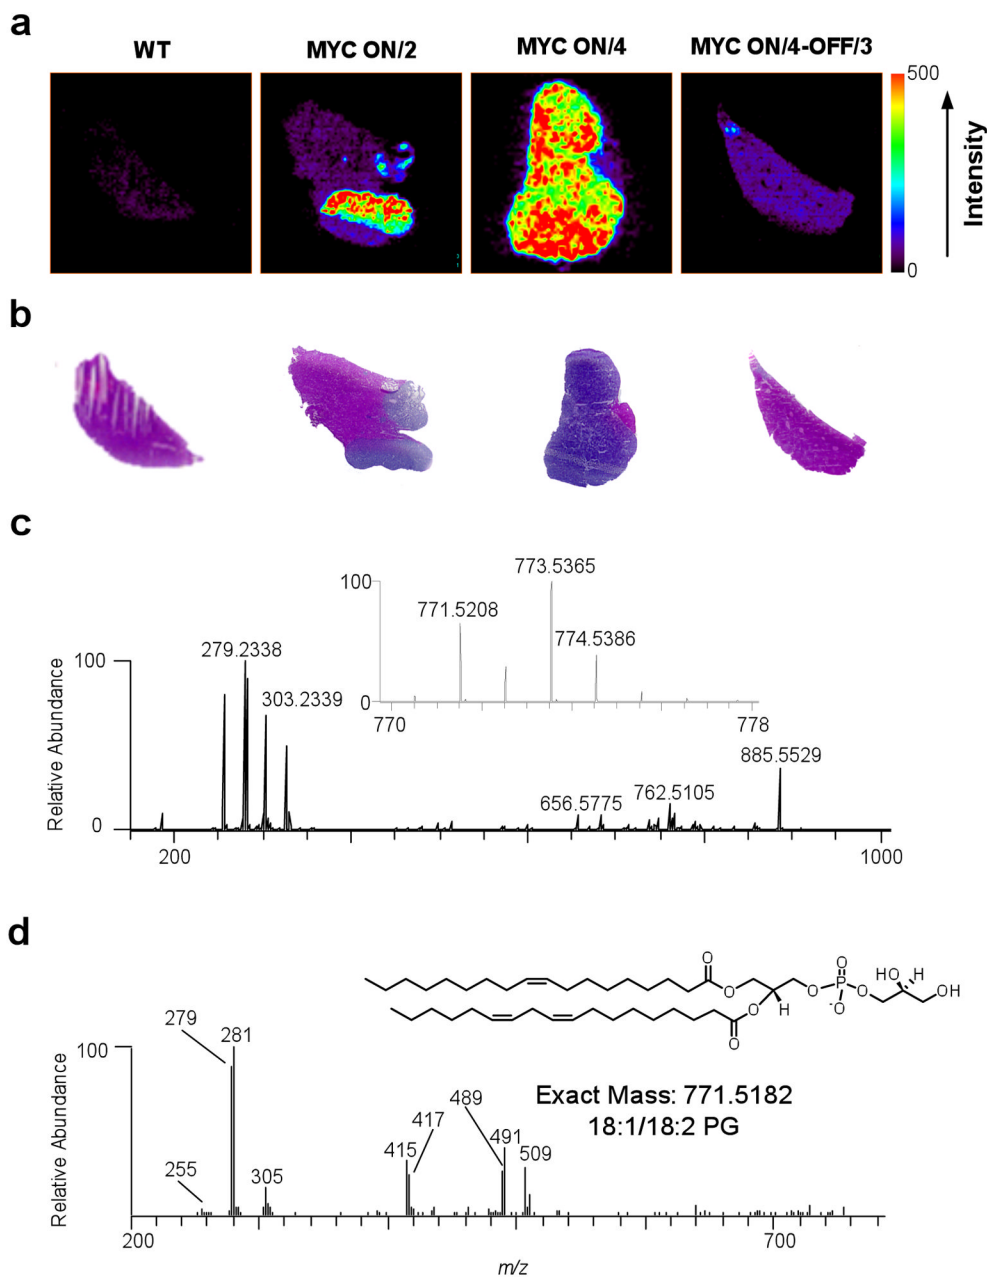 a
WT
MYC ON/2
MYC ON/4
MYC ON/4-OFF/3
500
0
Intensity
b
c
773.5365
100
771.5208
774.5386
0
770
778
279.2338
100
303.2339
885.5529
762.5105
656.5775
0
Relative Abundance
200
1000
d
O
O
O
P
O
O
-O
HO
H
OH
H
O
O
279
281
100
489
Exact Mass: 771.5182
18:1/18:2 PG
417
415
491
509
255
305
Relative Abundance
200
700
m/z